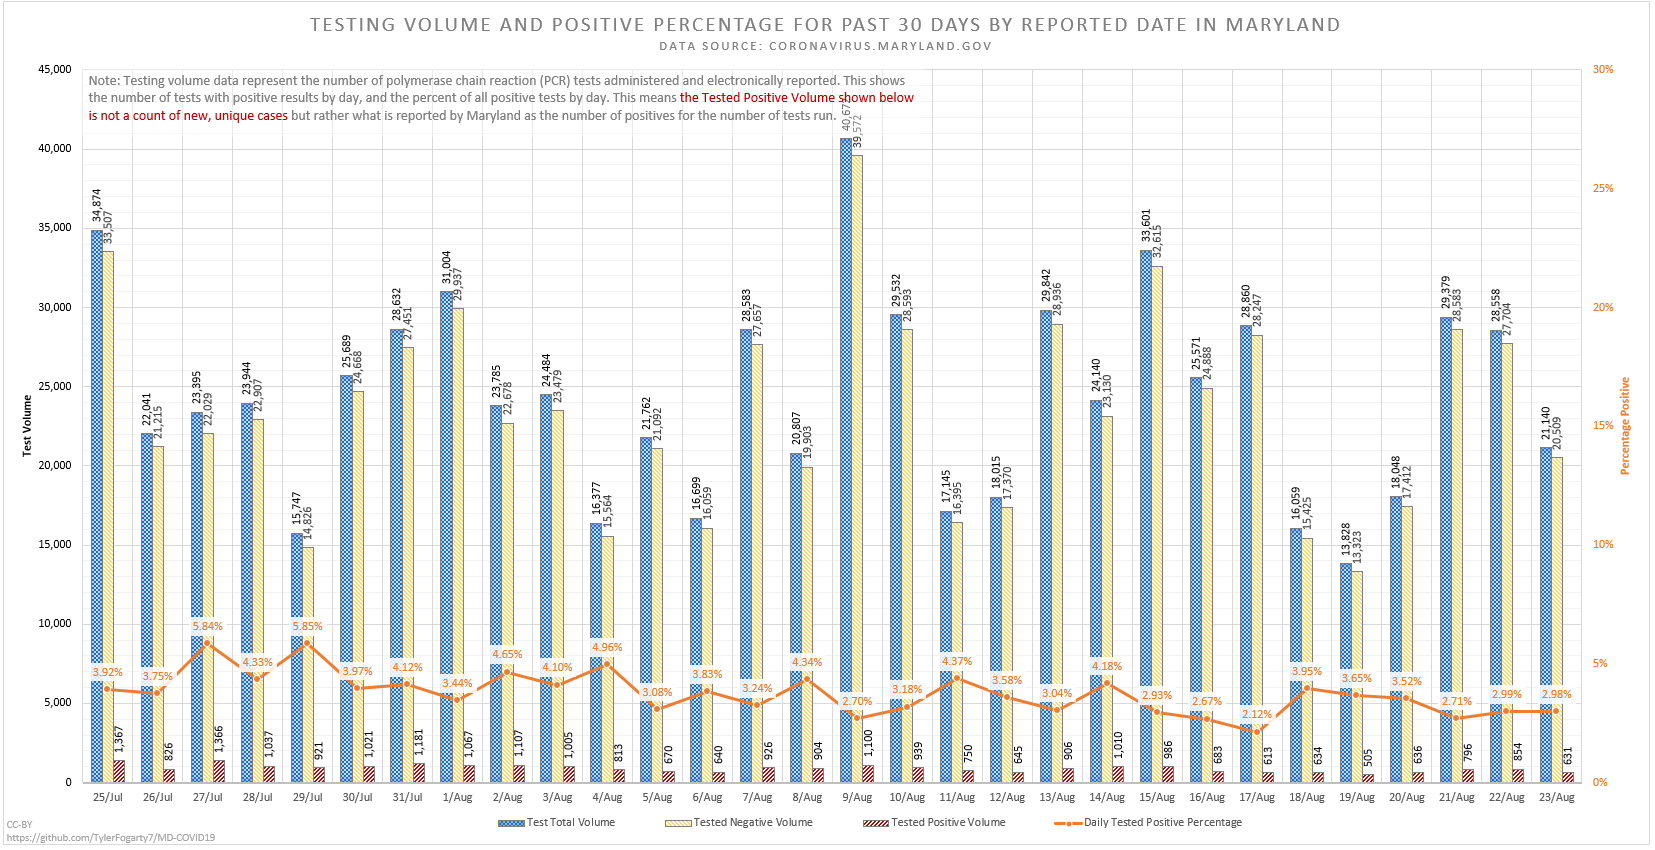 TESTING VOLUME AND POSITIVE PERCENTAGE FOR PAST 30 DAYS BY REPORTED DATE IN MARYLAND
DATA SOURCE: CORONAVIRUS.MARYLAND.GOV
Note: Testing volume data represent the number of polymerase chain reaction (PCR) tests administered and electronically reported. This shows
the number of tests with positive results by day, and the percent of all positive tests by day. This means the Tested Positive Volume shown below
is not a count of new, unique cases but rather what is reported by Maryland as the number of positives for the number of tests run.
Test Volume
45,000
40,000
35,000
30,000
25,000
20,000
15,000
10,000
5,000
0
Percentage Positive
30%
25%
20%
15%
10%
5%
0%
34,874 33,507 3.92% 1,367 25/Jul
22,041 21,215 3.75% 826 26/Jul
23,395 22,029 5.84% 1,366 27/Jul
23,944 22,907 4.33% 1,037 28/Jul
15,747 14,826 5.85% 921 29/Jul
25,689 24,668 3.97% 1,021 30/Jul
28,632 27,451 4.12% 1,181 31/Jul
31,004 29,937 3.44% 1,067 1/Aug
23,785 22,678 4.65% 1,107 2/Aug
24,484 23,479 4.10% 1,005 3/Aug
16,377 15,564 4.96% 813 4/Aug
21,762 21,092 3.08% 670 5/Aug
16,699 16,059 3.83% 640 6/Aug
28,583 27,657 3.24% 926 7/Aug
20,807 19,903 4.34% 904 8/Aug
40,672 39,572 2.70% 1,100 9/Aug
29,532 28,593 3.18% 939 10/Aug
17,145 16,395 4.37% 750 11/Aug
18,015 17,370 3.58% 645 12/Aug
29,842 28,936 3.04% 906 13/Aug
24,140 23,130 4.18% 1,010 14/Aug
33,601 32,615 2.93% 986 15/Aug
25,571 24,888 2.67% 683 16/Aug
28,860 28,247 2.12% 613 17/Aug
16,059 15,425 3.95% 634 18/Aug
13,828 13,323 3.65% 505 19/Aug
18,048 17,412 3.52% 636 20/Aug
29,379 28,583 2.71% 796 21/Aug
28,558 27,704 2.99% 854 22/Aug
21,140 20,509 2.98% 631 23/Aug
Test Total Volume
Tested Negative Volume
Tested Positive Volume
Daily Tested Positive Percentage
CC-BY
https://github.com/TylerFogarty7/MD-COVID19